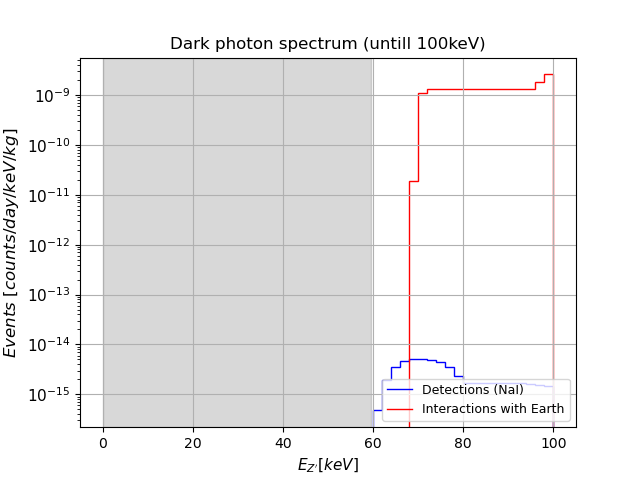 Dark photon spectrum (untill 100keV)
Events [counts/day/keV/kg]
10⁻⁹
10⁻¹⁰
10⁻¹¹
10⁻¹²
10⁻¹³
10⁻¹⁴
10⁻¹⁵
Detections (NaI)
Interactions with Earth
0 20 40 60 80 100
E_{Z'}[keV]